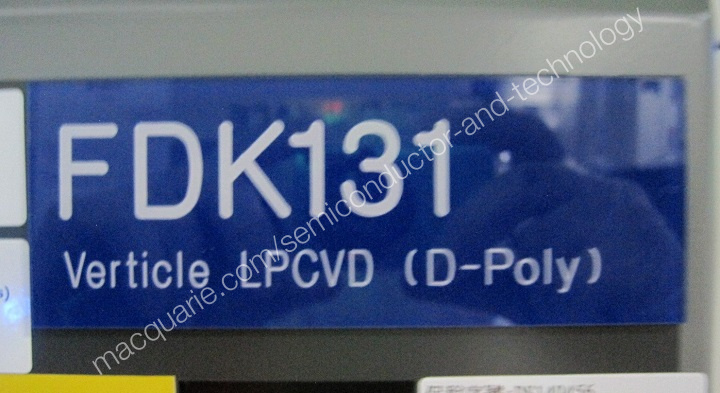 FDK131
Verticle LPCVD (D-Poly)
macquarie.com/semiconductor-and-technology